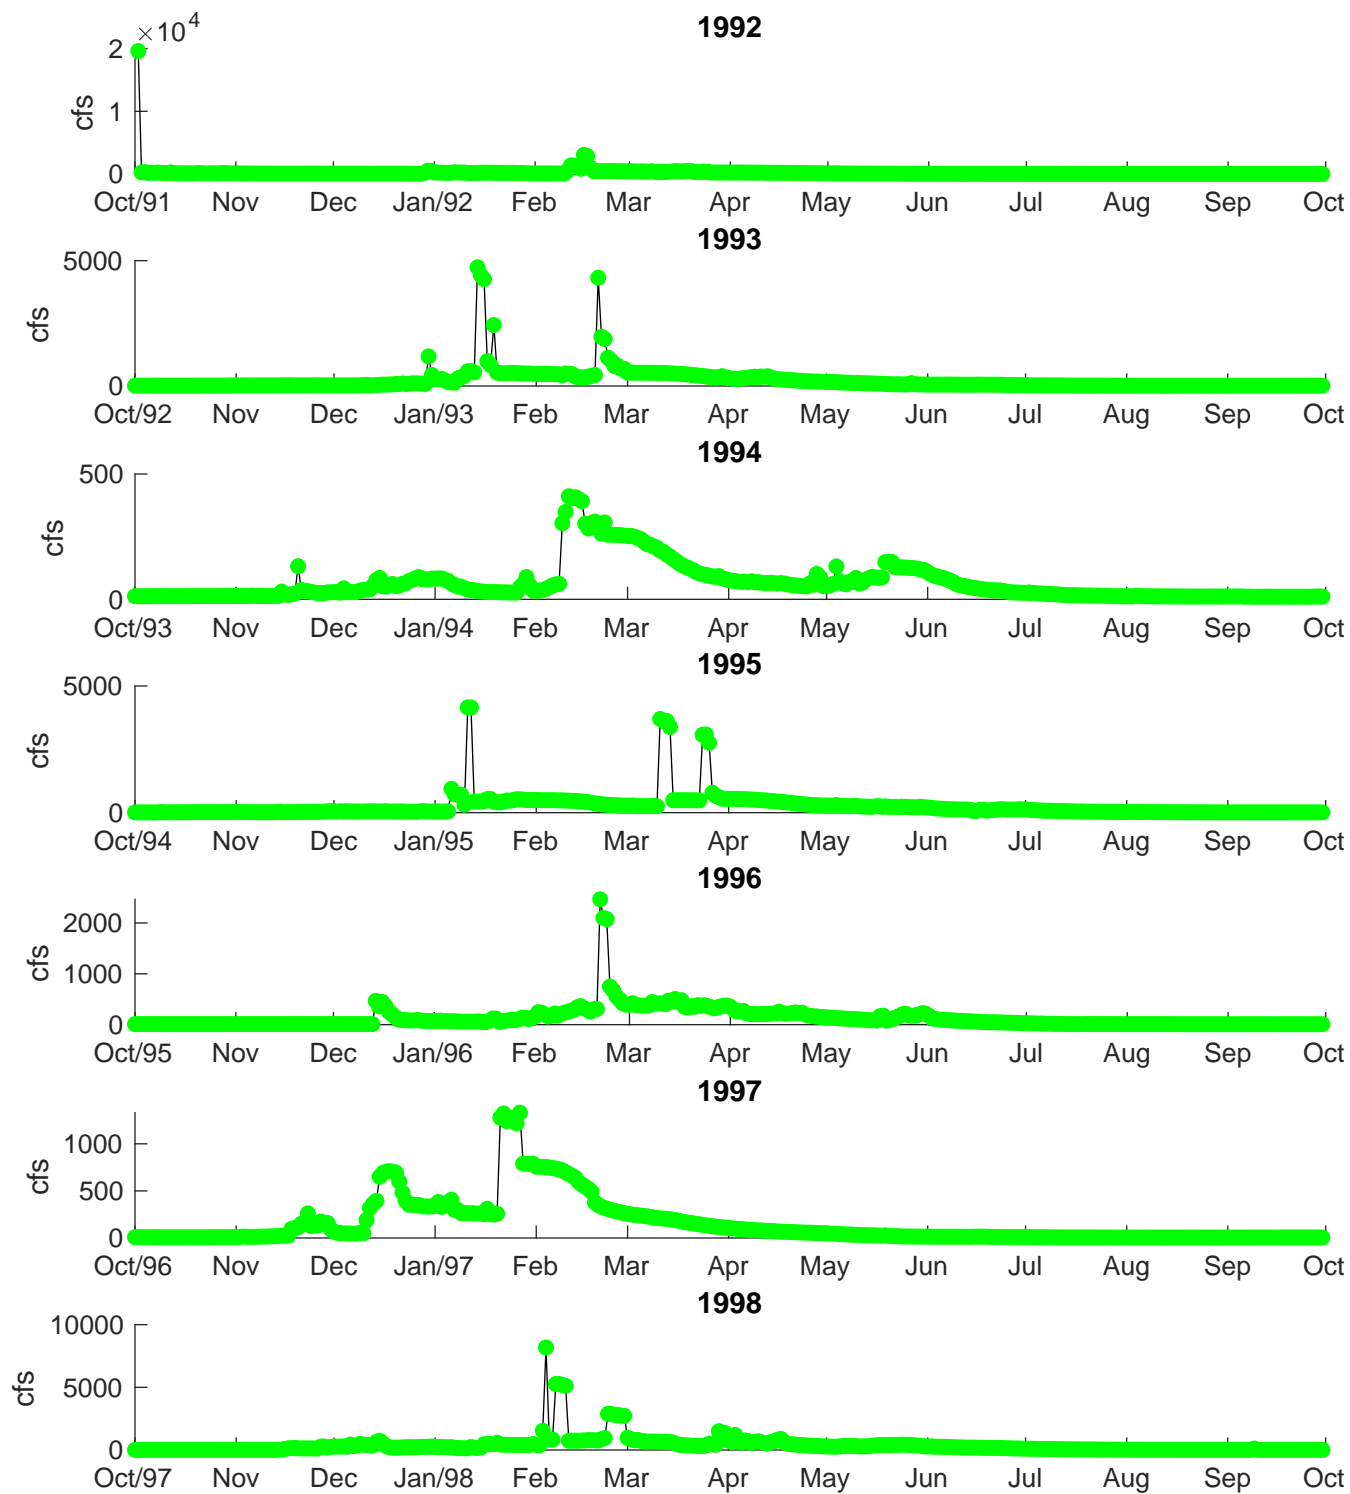 ×10^4
1992
2
1
0
cfs
Oct/91 Nov Dec Jan/92 Feb Mar Apr May Jun Jul Aug Sep Oct
1993
5000
0
cfs
Oct/92 Nov Dec Jan/93 Feb Mar Apr May Jun Jul Aug Sep Oct
1994
500
0
cfs
Oct/93 Nov Dec Jan/94 Feb Mar Apr May Jun Jul Aug Sep Oct
1995
5000
0
cfs
Oct/94 Nov Dec Jan/95 Feb Mar Apr May Jun Jul Aug Sep Oct
1996
2000
1000
0
cfs
Oct/95 Nov Dec Jan/96 Feb Mar Apr May Jun Jul Aug Sep Oct
1997
1000
500
0
cfs
Oct/96 Nov Dec Jan/97 Feb Mar Apr May Jun Jul Aug Sep Oct
1998
10000
5000
0
cfs
Oct/97 Nov Dec Jan/98 Feb Mar Apr May Jun Jul Aug Sep Oct